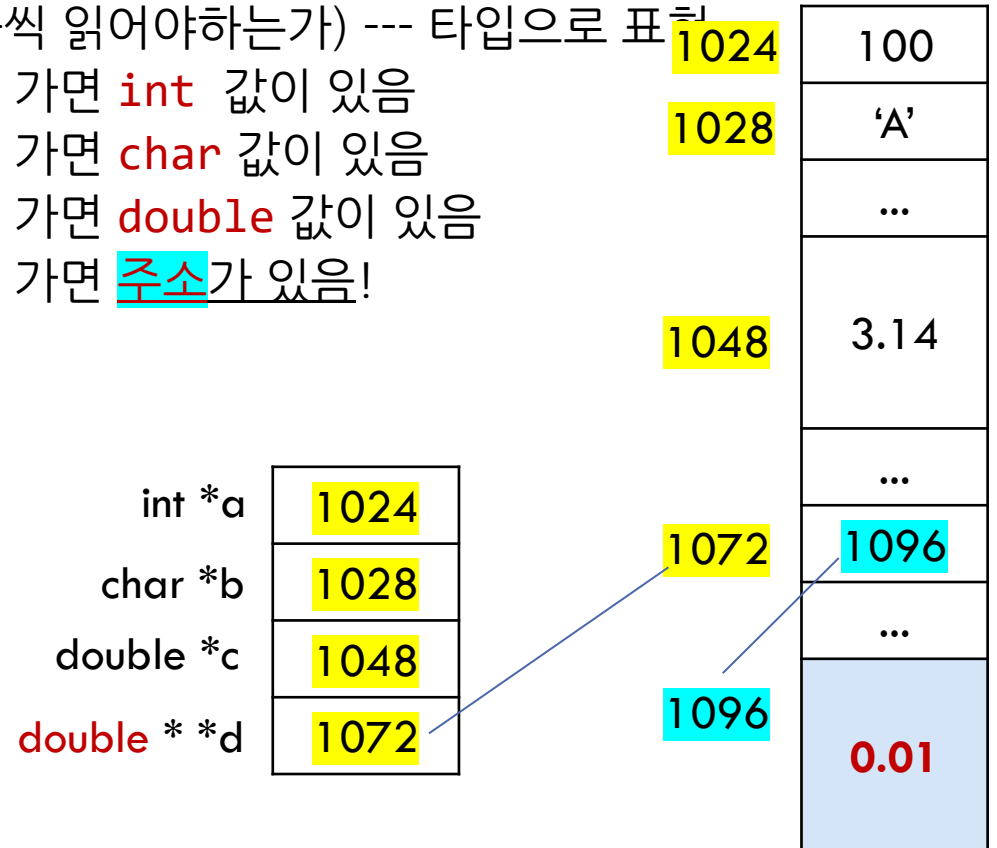 씩 읽어야하는가) --- 타입으로 표현
가면 int 값이 있음
가면 char 값이 있음
가면 double 값이 있음
가면 주소가 있음!
1024 100
1028 ‘A’
...
1048 3.14
...
1072 1096
...
1096 0.01
int *a 1024
char *b 1028
double *c 1048
double * *d 1072